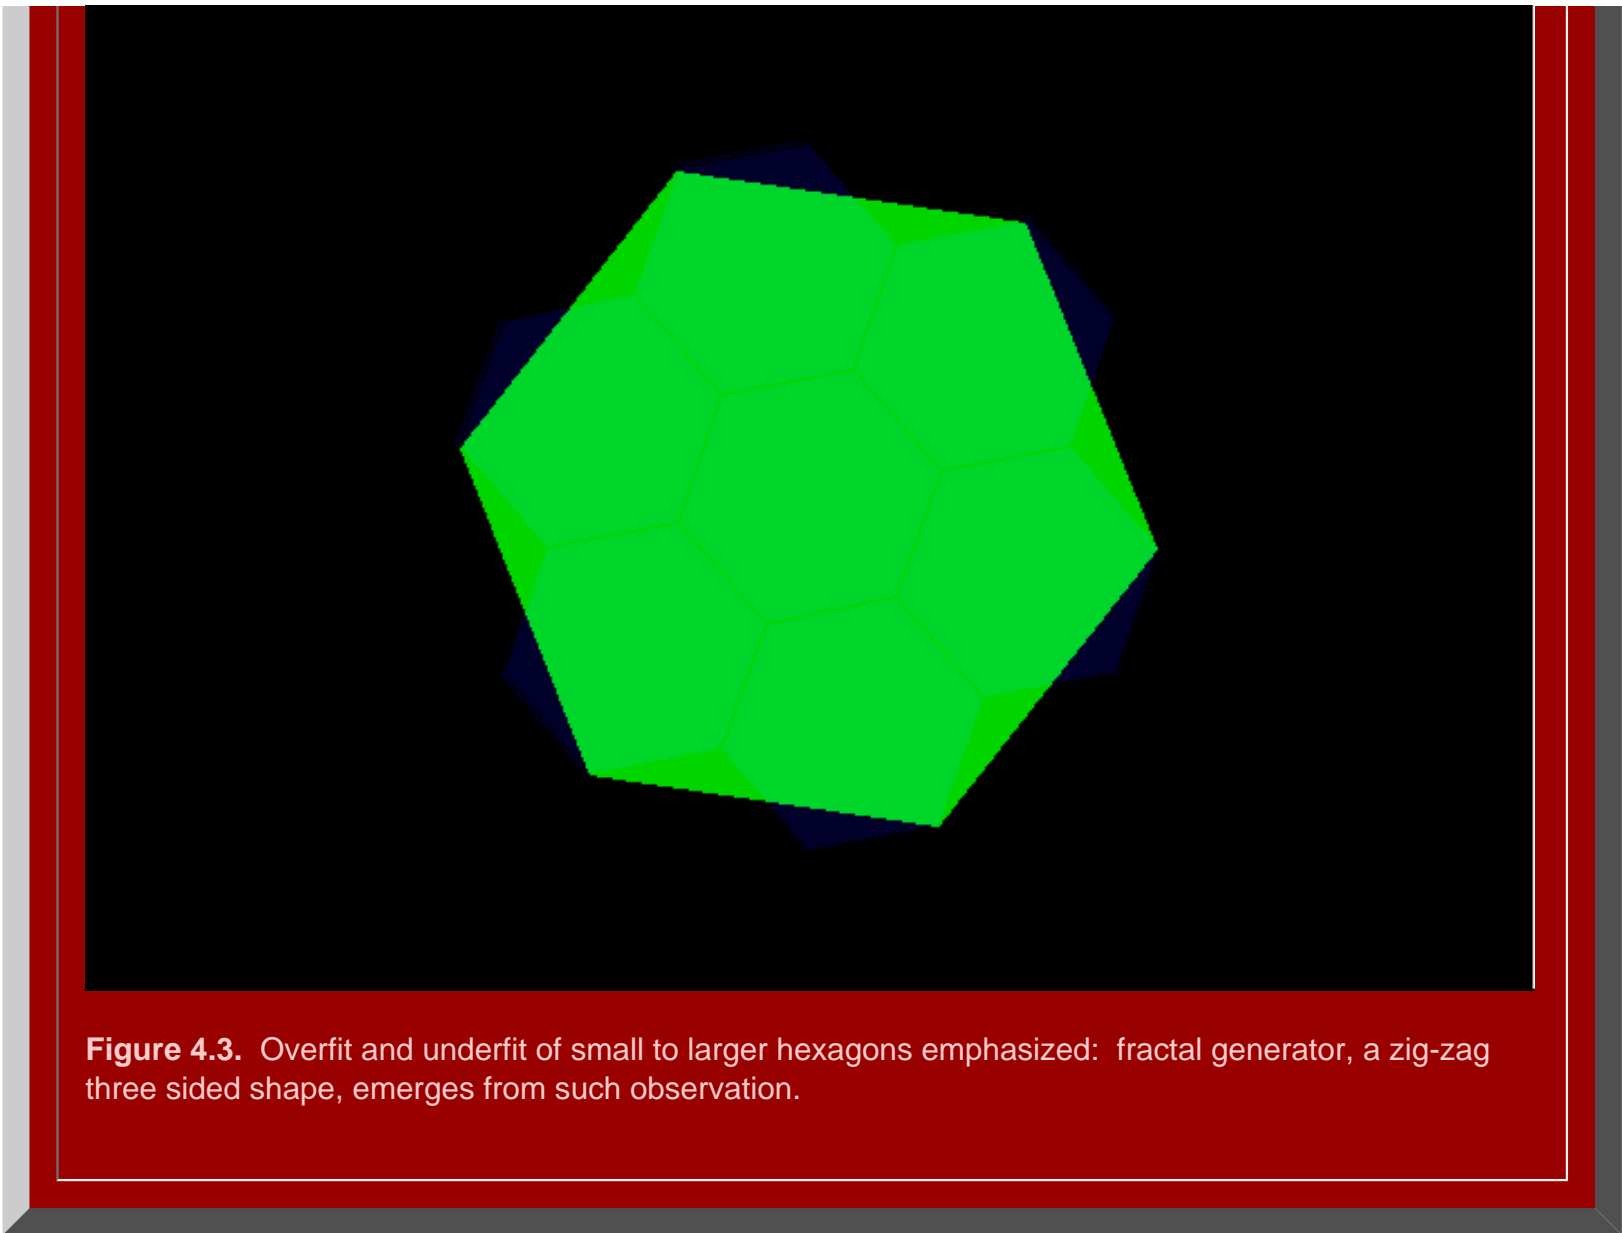 Figure 4.3.  Overfit and underfit of small to larger hexagons emphasized:  fractal generator, a zig-zag
three sided shape, emerges from such observation.